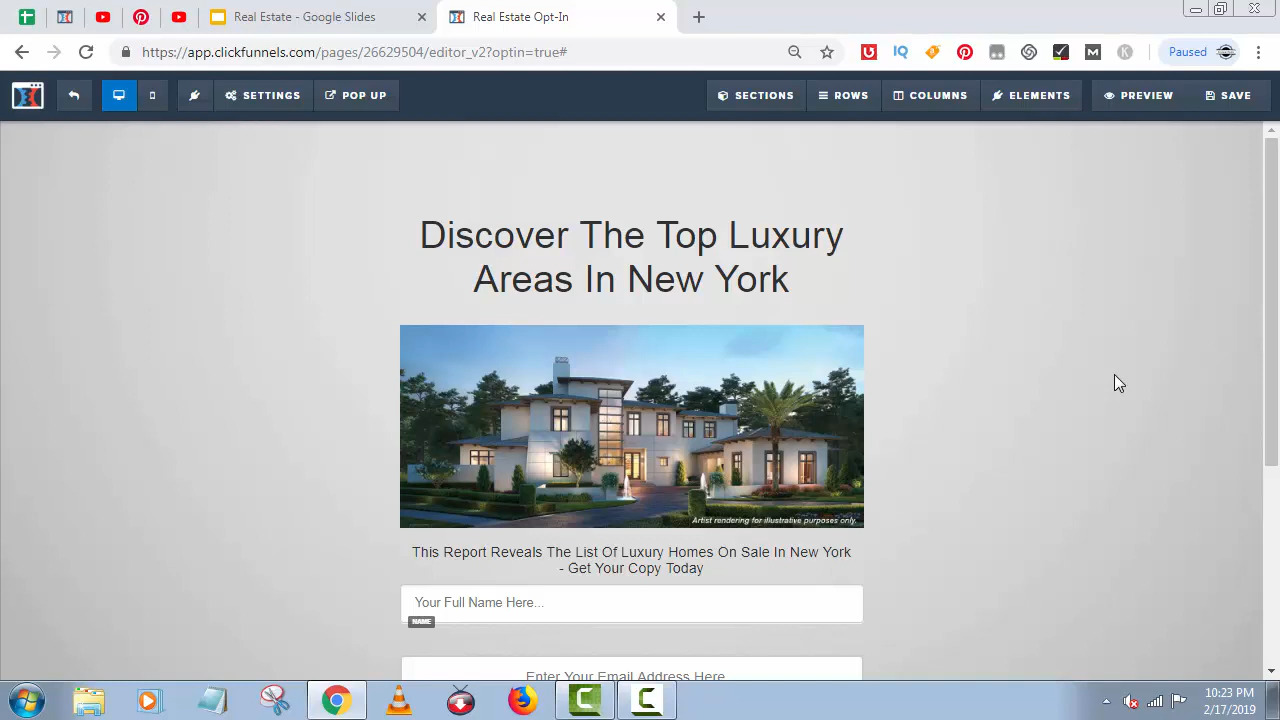 Real Estate - Google Slides
Real Estate Opt-In
https://app.clickfunnels.com/pages/26629504/editor_v2?optin=true#
IQ
M
K
Paused
SETTINGS
POP UP
SECTIONS
ROWS
COLUMNS
ELEMENTS
PREVIEW
SAVE
Discover The Top Luxury
Areas In New York
Artist rendering for illustrative purposes only.
This Report Reveals The List Of Luxury Homes On Sale In New York
- Get Your Copy Today
Your Full Name Here...
NAME
Enter Your Email Address Here
10:23 PM
2/17/2019